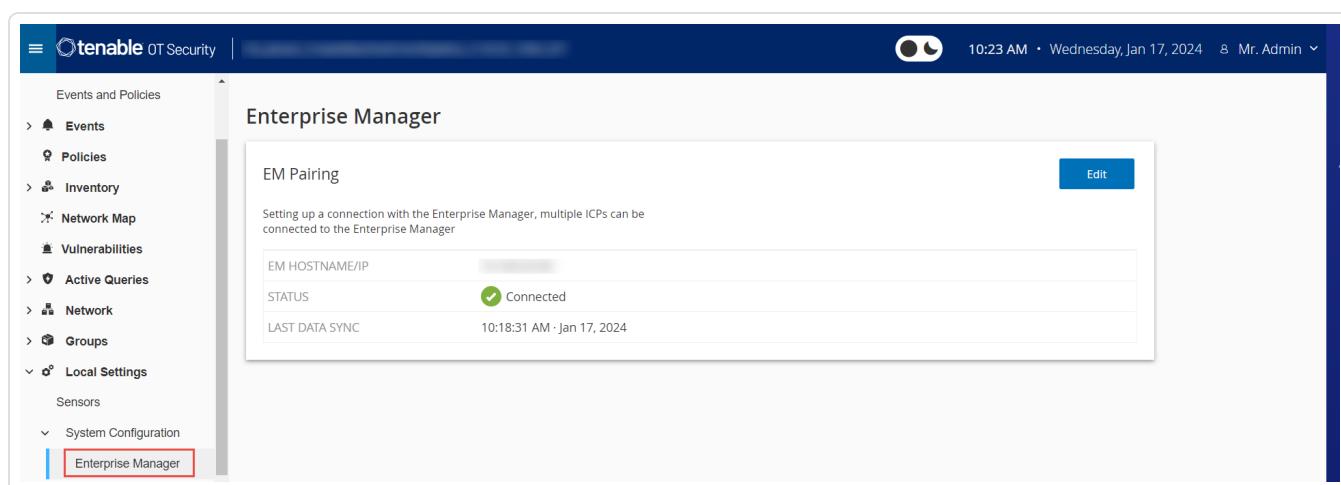 tenable OT Security
10:23 AM • Wednesday, Jan 17, 2024 Mr. Admin
Events and Policies
Events
Policies
Inventory
Network Map
Vulnerabilities
Active Queries
Network
Groups
Local Settings
Sensors
System Configuration
Enterprise Manager
Enterprise Manager
EM Pairing
Edit
Setting up a connection with the Enterprise Manager, multiple ICPs can be
connected to the Enterprise Manager
EM HOSTNAME/IP
STATUS Connected
LAST DATA SYNC 10:18:31 AM · Jan 17, 2024